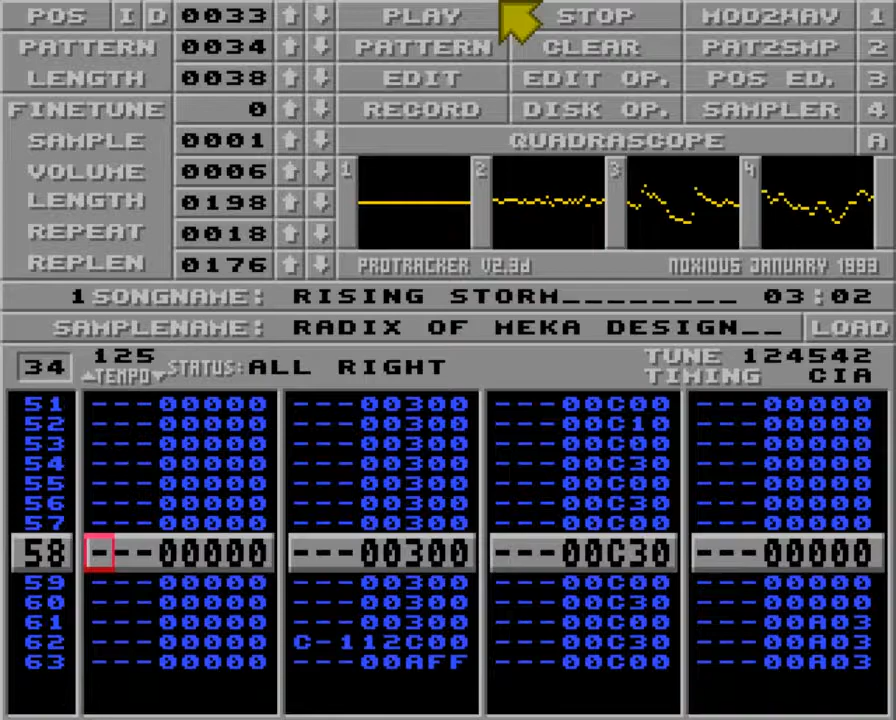 POS I D 0033 PLAY STOP MOD2WAV 1
PATTERN 0034 PATTERN CLEAR PAT2SMP 2
LENGTH 0038 EDIT EDIT OP. POS ED. 3
FINETUNE 0 RECORD DISK OP. SAMPLER 4
SAMPLE 0001 QUADRASCOPE A
VOLUME 0006 1 2 3 4
LENGTH 0198
REPEAT 0018
REPLEN 0176 PROTRACKER V2.3d NOXIOUS JANUARY 1993
1 SONGNAME: RISING STORM________ 03:02
SAMPLENAME: RADIX OF MEKA DESIGN__ LOAD
34 125 TEMPO STATUS: ALL RIGHT TUNE 124542
TIMING CIA
51 ---00000 ---00300 ---00C00 ---00000
52 ---00000 ---00300 ---00C10 ---00000
53 ---00000 ---00300 ---00C00 ---00000
54 ---00000 ---00300 ---00C30 ---00000
55 ---00000 ---00300 ---00C00 ---00000
56 ---00000 ---00300 ---00C30 ---00000
57 ---00000 ---00300 ---00C00 ---00000
58 ---00000 ---00300 ---00C30 ---00000
59 ---00000 ---00300 ---00C00 ---00000
60 ---00000 ---00300 ---00C30 ---00000
61 ---00000 ---00300 ---00C00 ---00A03
62 ---00000 C-112C00 ---00C30 ---00A03
63 ---00000 ---00AFF ---00C00 ---00A03